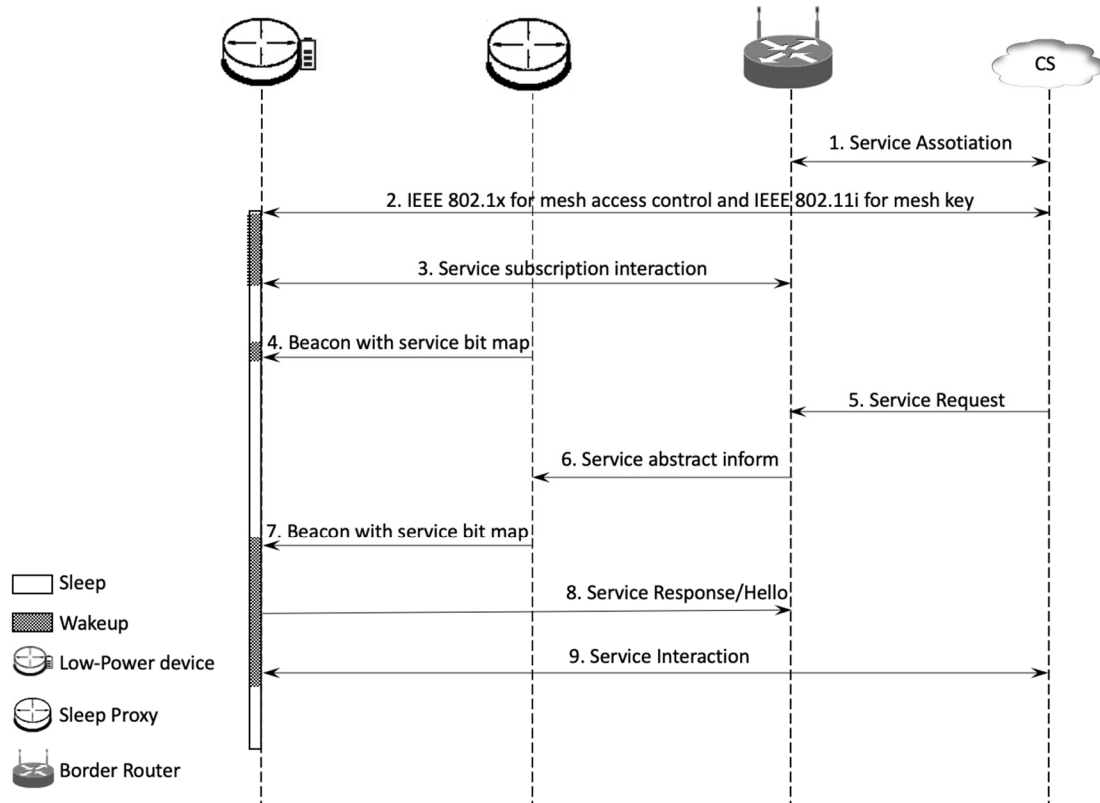 CS
1. Service Assotiation
2. IEEE 802.1x for mesh access control and IEEE 802.11i for mesh key
3. Service subscription interaction
4. Beacon with service bit map
5. Service Request
6. Service abstract inform
7. Beacon with service bit map
8. Service Response/Hello
9. Service Interaction
Sleep
Wakeup
Low-Power device
Sleep Proxy
Border Router